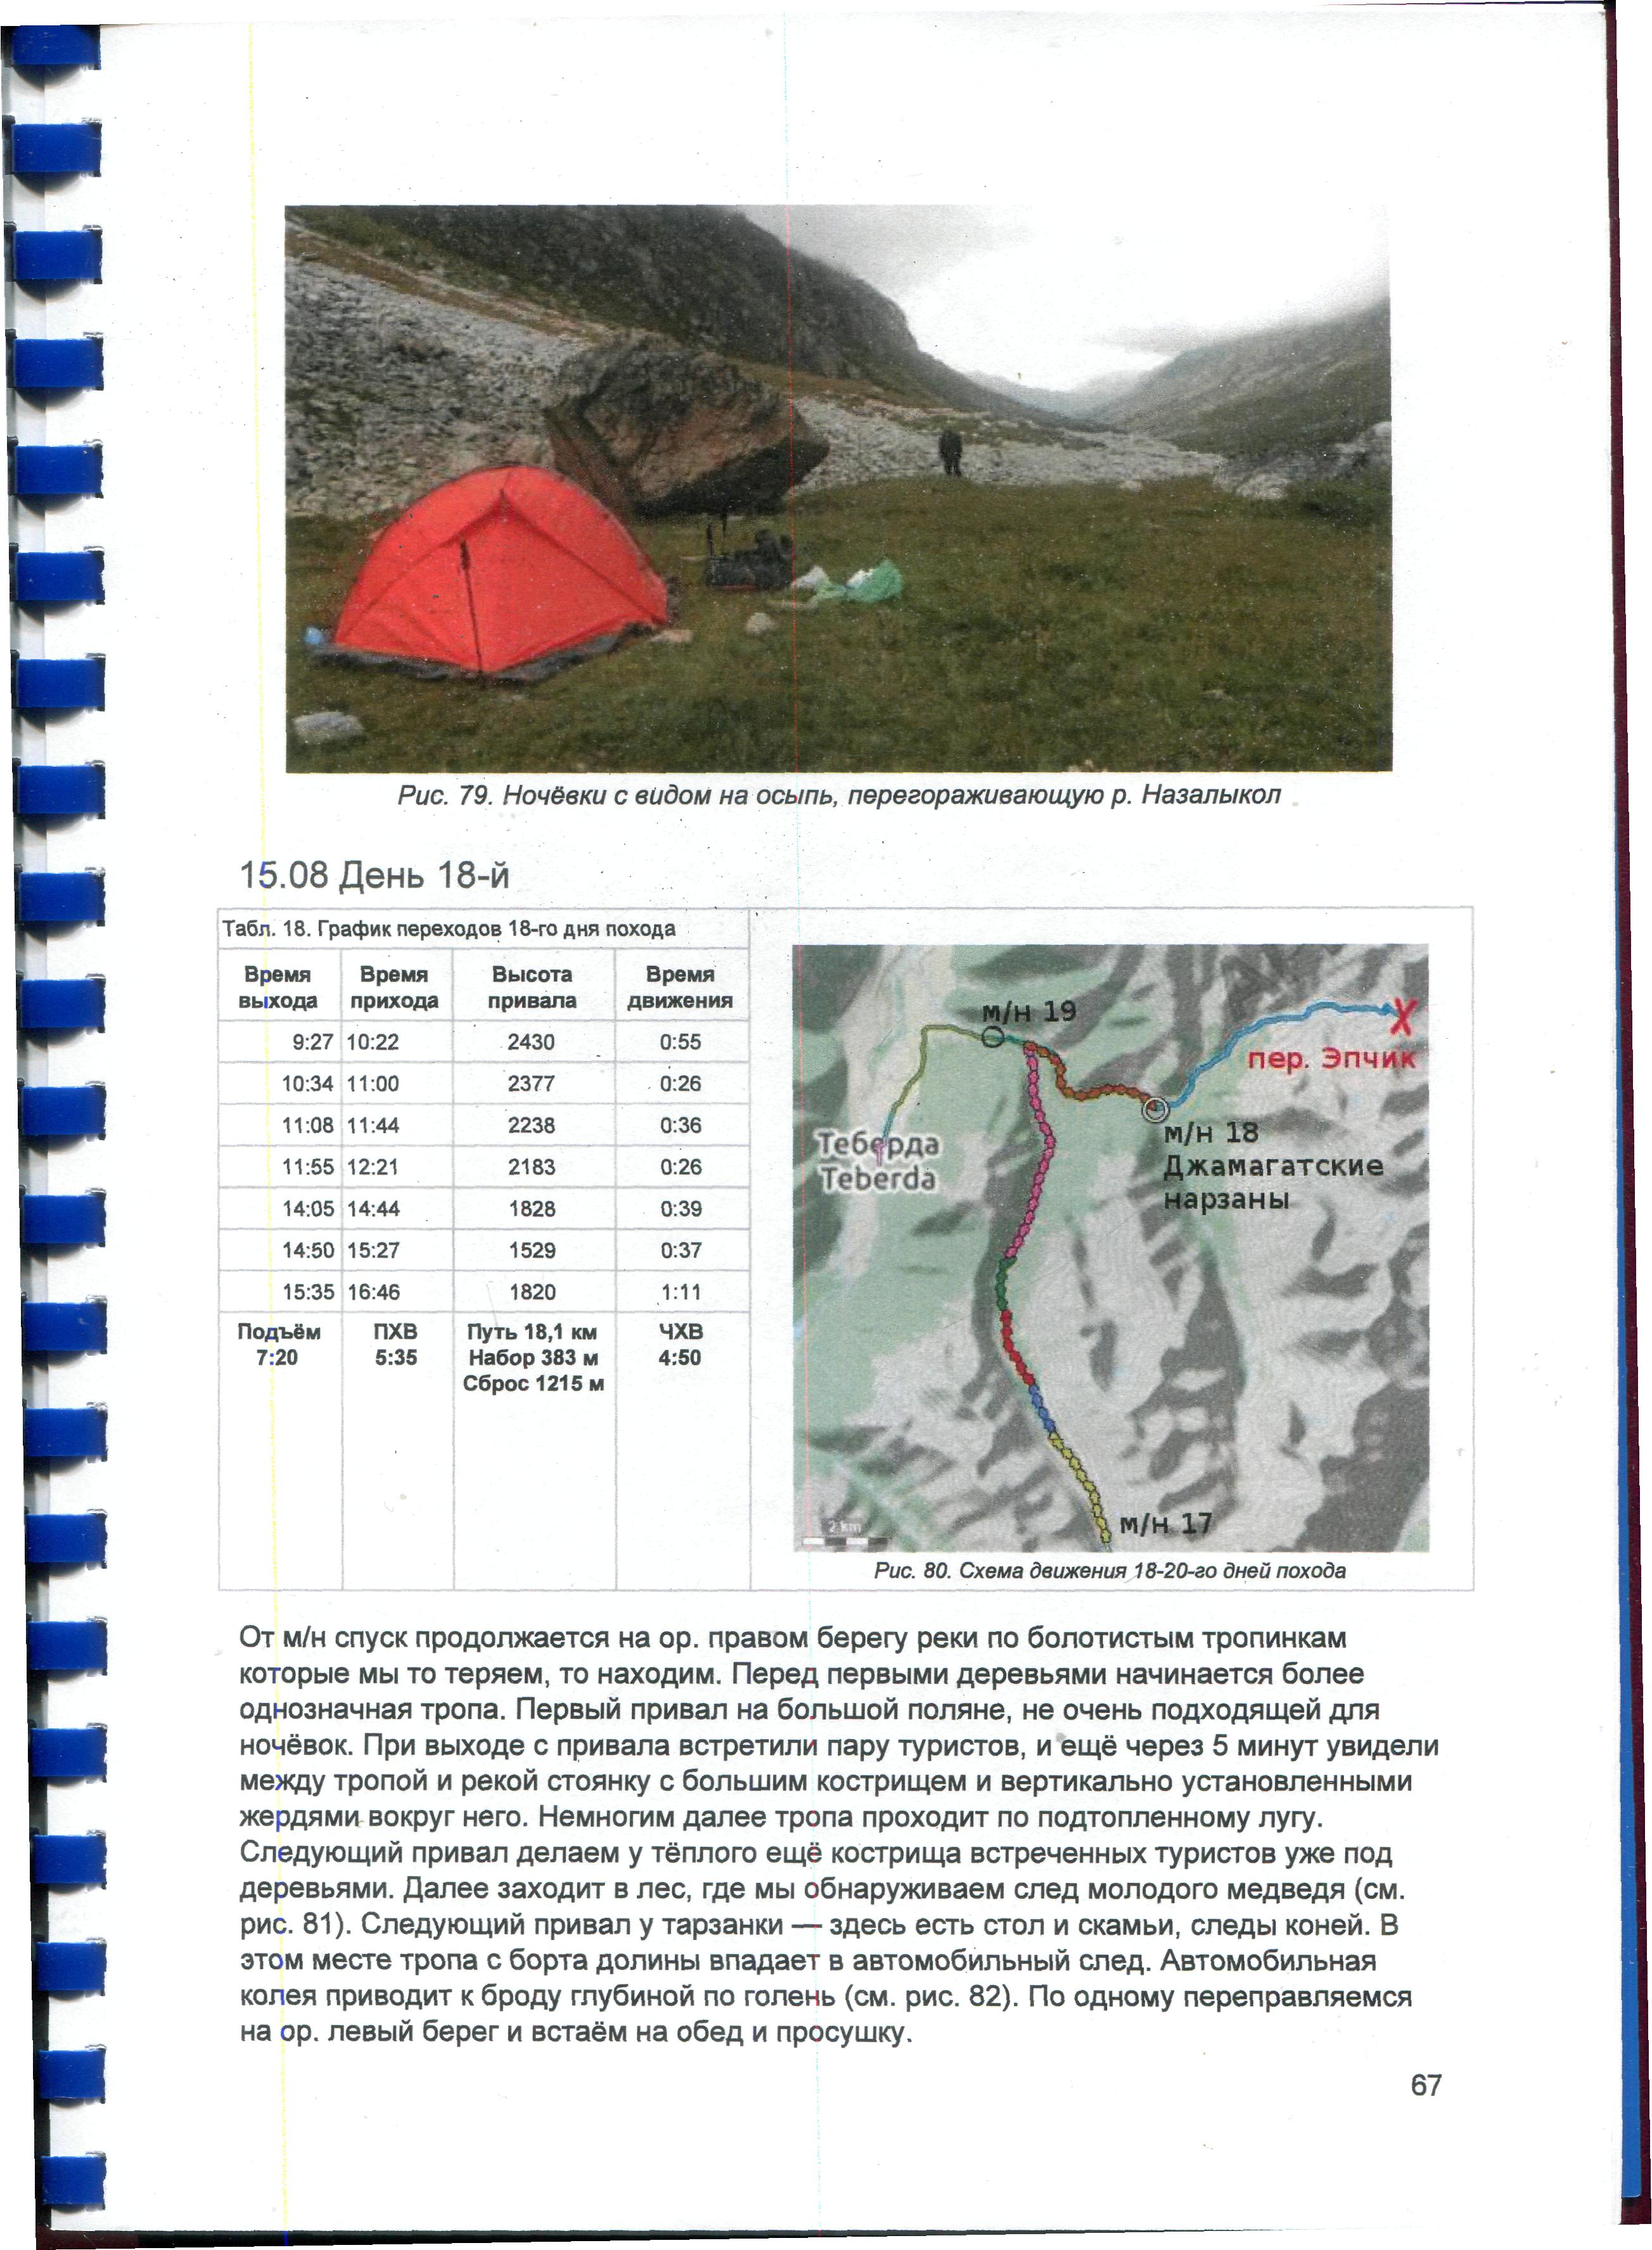 Рис. 79. Ночёвки с видом на осыпь, перегораживающую р. Назалыкол
15.08 День 18-й
Табл. 18. График переходов 18-го дня похода
Время выхода Время прихода Высота привала Время движения
9:27 10:22 2430 0:55
10:34 11:00 2377 0:26
11:08 11:44 2238 0:36
11:55 12:21 2183 0:26
14:05 14:44 1828 0:39
14:50 15:27 1529 0:37
15:35 16:46 1820 1:11
Подъём ПХВ Путь 18,1 км ЧХВ
7:20 5:35 Набор 383 м 4:50
Сброс 1215 м
м/н 19
пер. Эпчик
м/н 18
Джамагатские
нарзаны
Теберда
Teberda
м/н 17
2 km
Рис. 80. Схема движения 18-20-го дней похода
От м/н спуск продолжается на ор. правом берегу реки по болотистым тропинкам
которые мы то теряем, то находим. Перед первыми деревьями начинается более
однозначная тропа. Первый привал на большой поляне, не очень подходящей для
ночёвок. При выходе с привала встретили пару туристов, и ещё через 5 минут увидели
между тропой и рекой стоянку с большим кострищем и вертикально установленными
жердями вокруг него. Немногим далее тропа проходит по подтопленному лугу.
Следующий привал делаем у тёплого ещё кострища встреченных туристов уже под
деревьями. Далее заходит в лес, где мы обнаруживаем след молодого медведя (см.
рис. 81). Следующий привал у тарзанки — здесь есть стол и скамьи, следы коней. В
этом месте тропа с борта долины впадает в автомобильный след. Автомобильная
колея приводит к броду глубиной по голень (см. рис. 82). По одному переправляемся
на ор. левый берег и встаём на обед и просушку.
67